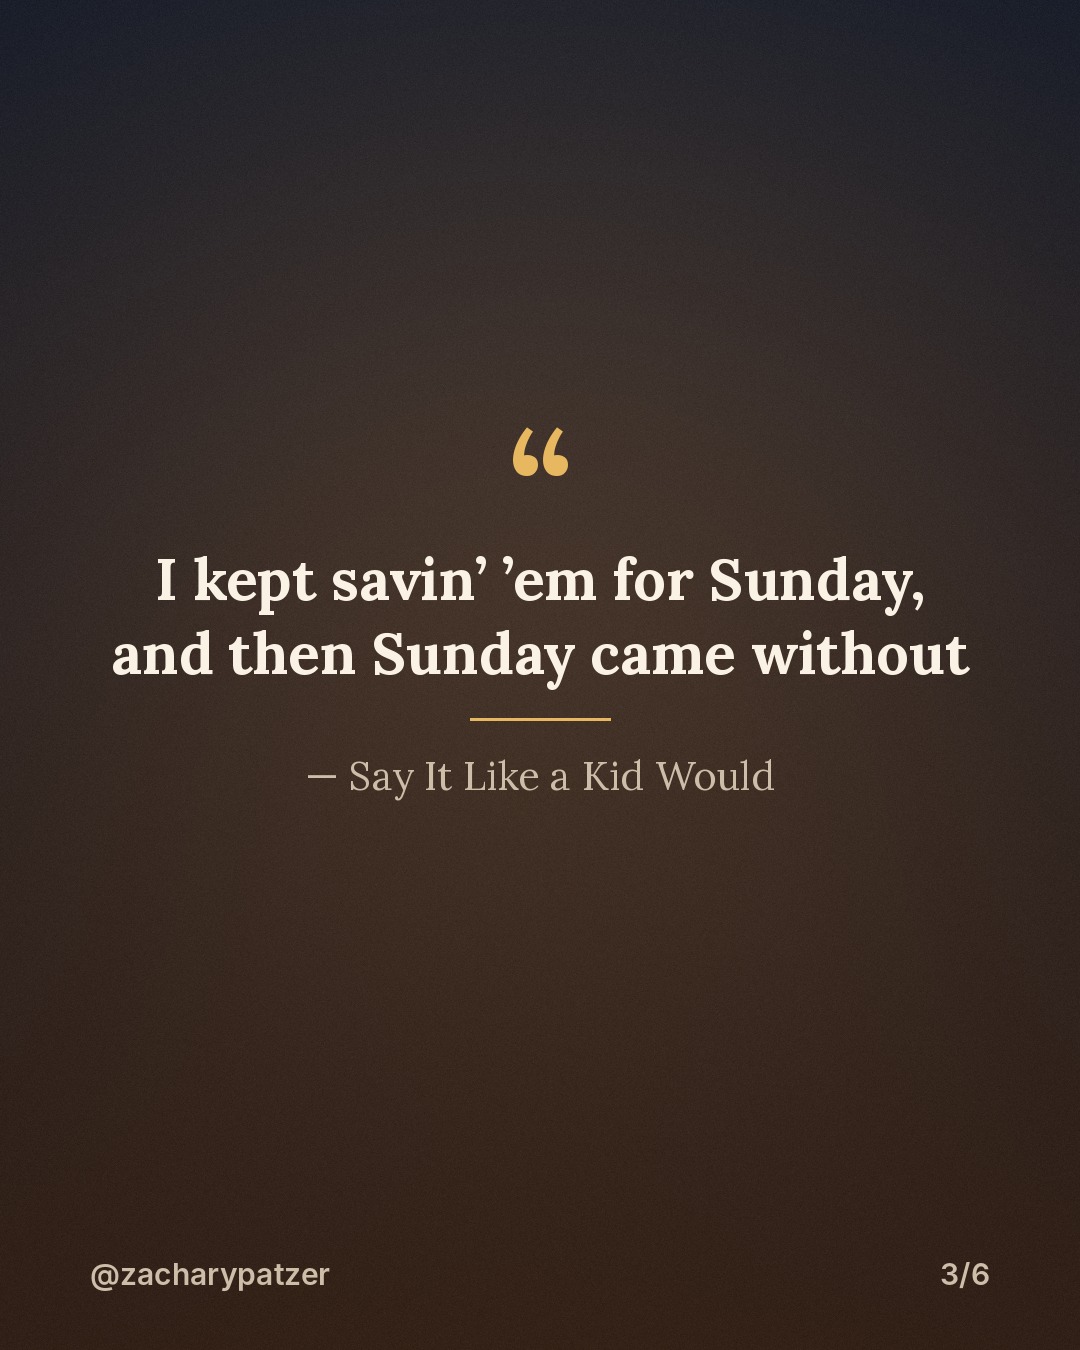 “
I kept savin’ ’em for Sunday,
and then Sunday came without
— Say It Like a Kid Would
@zacharypatzer
3/6